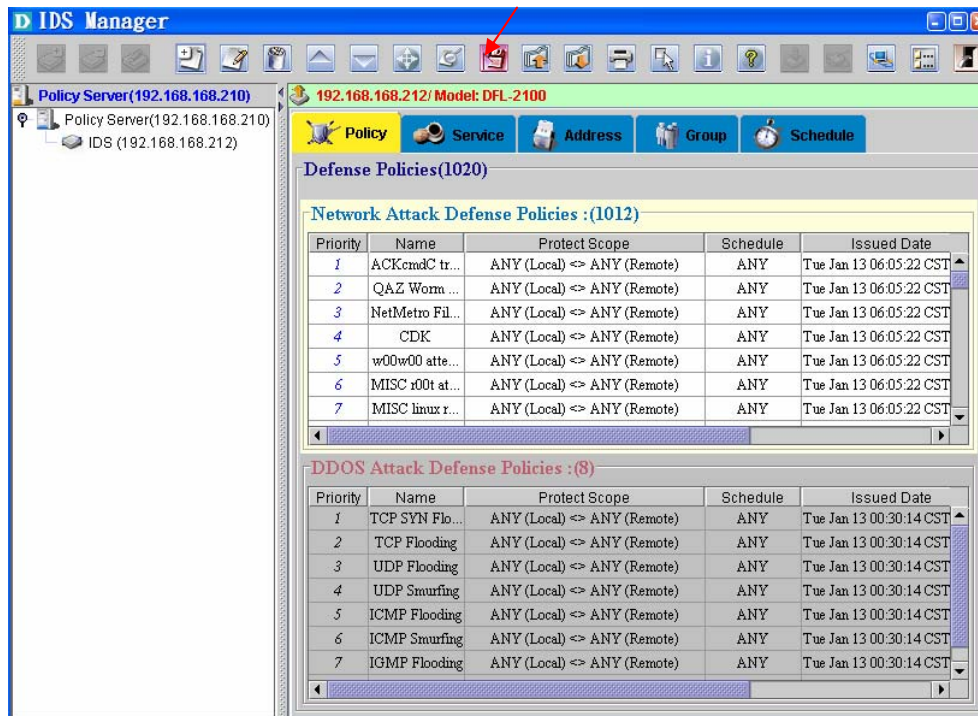 D IDS Manager
Policy Server(192.168.168.210)
Policy Server(192.168.168.210)
IDS (192.168.168.212)
192.168.168.212/ Model: DFL-2100
Policy Service Address Group Schedule
Defense Policies(1020)
Network Attack Defense Policies :(1012)
Priority Name Protect Scope Schedule Issued Date
1 ACKcmdC tr... ANY (Local) <> ANY (Remote) ANY Tue Jan 13 06:05:22 CST
2 QAZ Worm ... ANY (Local) <> ANY (Remote) ANY Tue Jan 13 06:05:22 CST
3 NetMetro Fil... ANY (Local) <> ANY (Remote) ANY Tue Jan 13 06:05:22 CST
4 CDK ANY (Local) <> ANY (Remote) ANY Tue Jan 13 06:05:22 CST
5 w00w00 atte... ANY (Local) <> ANY (Remote) ANY Tue Jan 13 06:05:22 CST
6 MISC r00t at... ANY (Local) <> ANY (Remote) ANY Tue Jan 13 06:05:22 CST
7 MISC linux r... ANY (Local) <> ANY (Remote) ANY Tue Jan 13 06:05:22 CST
DDOS Attack Defense Policies :(8)
Priority Name Protect Scope Schedule Issued Date
1 TCP SYN Flo... ANY (Local) <> ANY (Remote) ANY Tue Jan 13 00:30:14 CST
2 TCP Flooding ANY (Local) <> ANY (Remote) ANY Tue Jan 13 00:30:14 CST
3 UDP Flooding ANY (Local) <> ANY (Remote) ANY Tue Jan 13 00:30:14 CST
4 UDP Smurfing ANY (Local) <> ANY (Remote) ANY Tue Jan 13 00:30:14 CST
5 ICMP Flooding ANY (Local) <> ANY (Remote) ANY Tue Jan 13 00:30:14 CST
6 ICMP Smurfing ANY (Local) <> ANY (Remote) ANY Tue Jan 13 00:30:14 CST
7 IGMP Flooding ANY (Local) <> ANY (Remote) ANY Tue Jan 13 00:30:14 CST